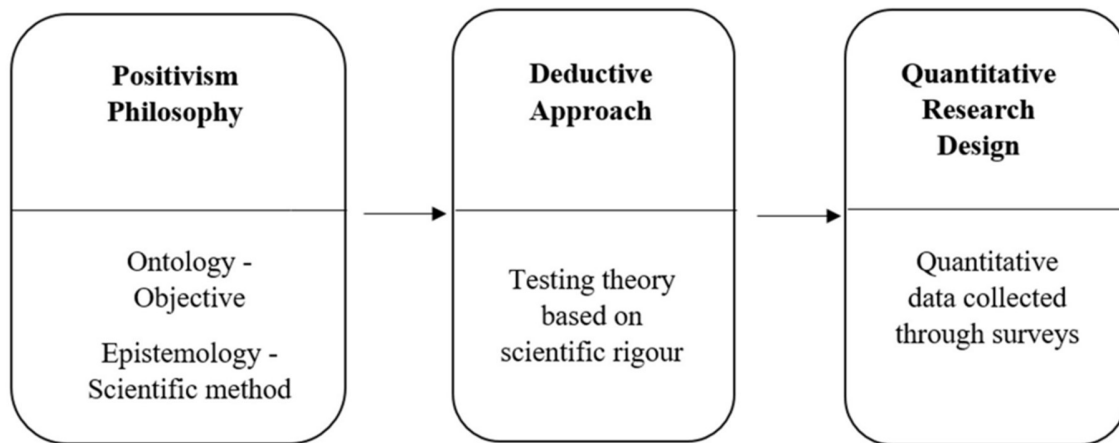 Positivism
Philosophy
Ontology -
Objective
Epistemology -
Scientific method
Deductive
Approach
Testing theory
based on
scientific rigour
Quantitative
Research
Design
Quantitative
data collected
through surveys